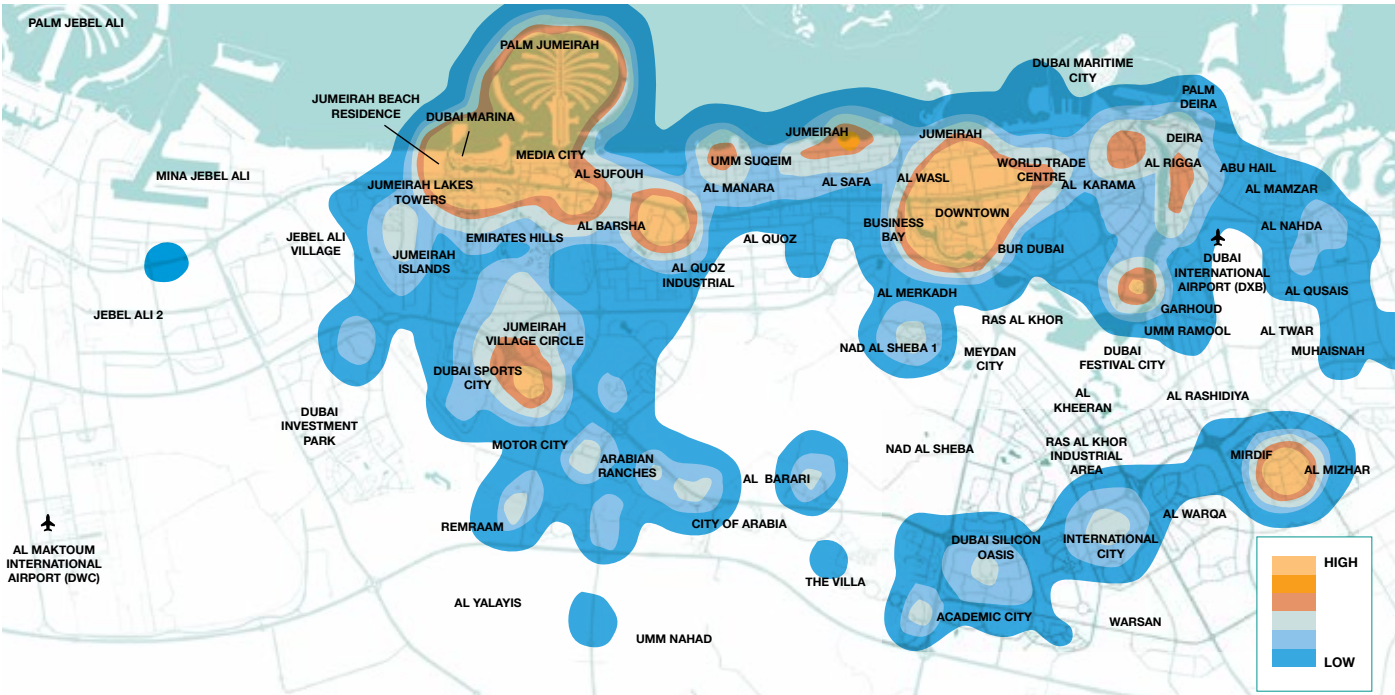 PALM JEBEL ALI
PALM JUMEIRAH
DUBAI MARITIME
CITY
PALM
DEIRA
JUMEIRAH BEACH
RESIDENCE
DUBAI MARINA
JUMEIRAH
JUMEIRAH
DEIRA
MEDIA CITY
UMM SUQEIM
WORLD TRADE
CENTRE
AL RIGGA
ABU HAIL
MINA JEBEL ALI
AL SUFOUH
AL MANARA
AL SAFA
AL WASL
AL KARAMA
AL MAMZAR
JUMEIRAH LAKES
TOWERS
DOWNTOWN
BUSINESS
BAY
AL BARSHA
AL NAHDA
JEBEL ALI
VILLAGE
EMIRATES HILLS
AL QUOZ
BUR DUBAI
JUMEIRAH
ISLANDS
AL QUOZ
INDUSTRIAL
DUBAI
INTERNATIONAL
AIRPORT (DXB)
AL MERKADH
AL QUSAIS
JEBEL ALI 2
GARHOUD
RAS AL KHOR
JUMEIRAH
VILLAGE CIRCLE
UMM RAMOOL
AL TWAR
NAD AL SHEBA 1
MEYDAN
CITY
DUBAI
FESTIVAL CITY
MUHAISNAH
DUBAI SPORTS
CITY
AL
KHEERAN
AL RASHIDIYA
DUBAI
INVESTMENT
PARK
MOTOR CITY
NAD AL SHEBA
RAS AL KHOR
INDUSTRIAL
AREA
MIRDIF
AL MIZHAR
ARABIAN
RANCHES
AL BARARI
AL WARQA
REMRAAM
CITY OF ARABIA
DUBAI SILICON
OASIS
INTERNATIONAL
CITY
AL MAKTOUM
INTERNATIONAL
AIRPORT (DWC)
THE VILLA
AL YALAYIS
ACADEMIC CITY
WARSAN
UMM NAHAD
HIGH
LOW